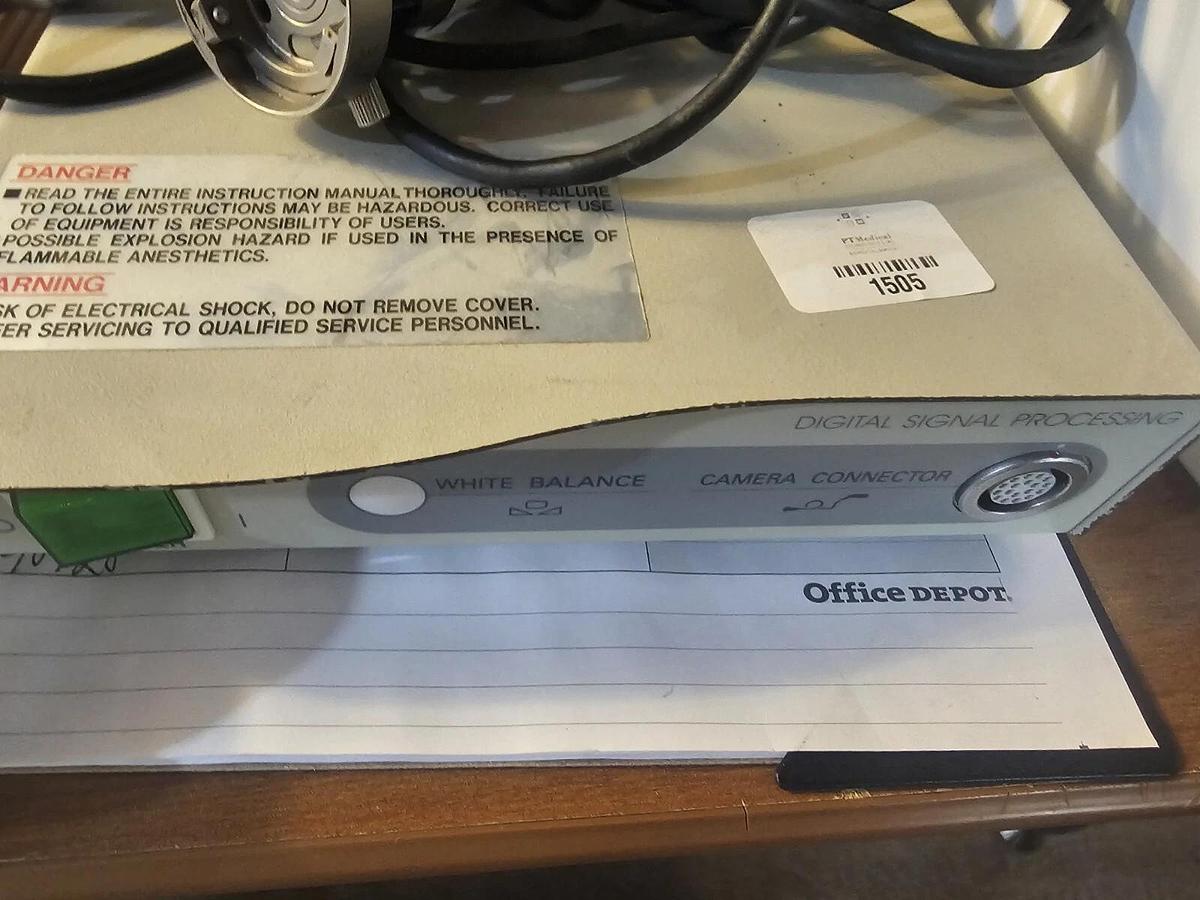 DANGER
■ READ THE ENTIRE INSTRUCTION MANUAL THOROUGHLY. FAILURE
TO FOLLOW INSTRUCTIONS MAY BE HAZARDOUS. CORRECT USE
OF EQUIPMENT IS RESPONSIBILITY OF USERS.
POSSIBLE EXPLOSION HAZARD IF USED IN THE PRESENCE OF
FLAMMABLE ANESTHETICS.
ARNING
SK OF ELECTRICAL SHOCK, DO NOT REMOVE COVER.
FER SERVICING TO QUALIFIED SERVICE PERSONNEL.
PTMedical
1505
DIGITAL SIGNAL PROCESSING
WHITE BALANCE
CAMERA CONNECTOR
Office DEPOT